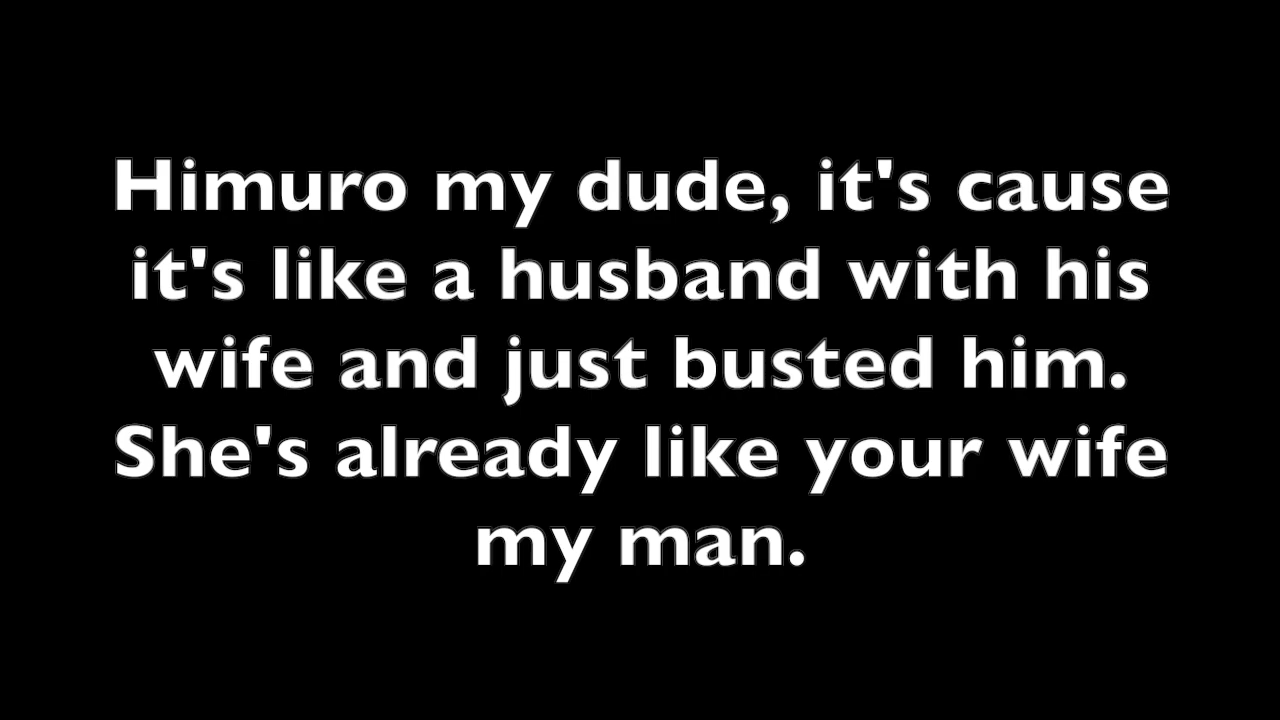 Himuro my dude, it's cause
it's like a husband with his
wife and just busted him.
She's already like your wife
my man.